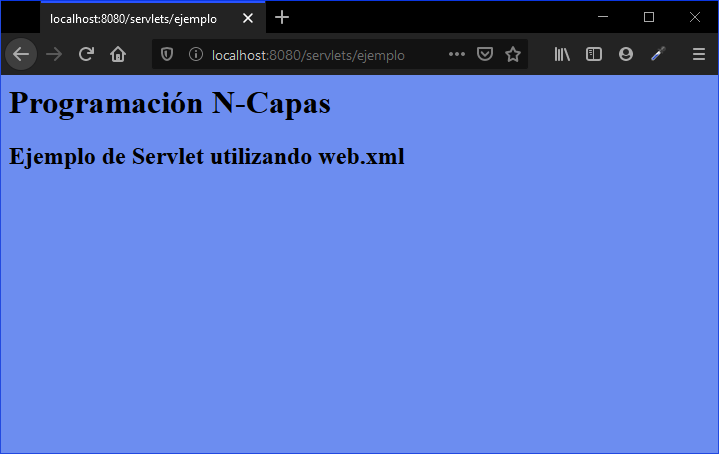 localhost:8080/servlets/ejemplo
localhost:8080/servlets/ejemplo
Programación N-Capas
Ejemplo de Servlet utilizando web.xml